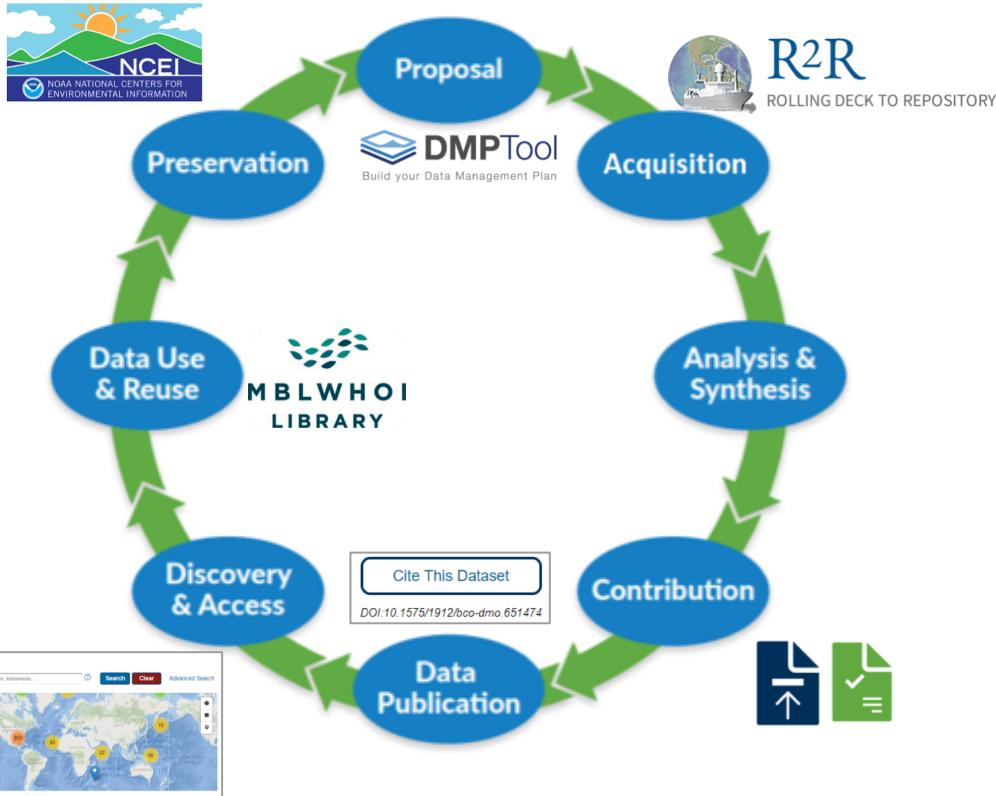 NCEI
NOAA NATIONAL CENTERS FOR
ENVIRONMENTAL INFORMATION
Proposal
R2R
ROLLING DECK TO REPOSITORY
DMPTool
Build your Data Management Plan
Preservation
Acquisition
Data Use
& Reuse
MBLWHOI
LIBRARY
Analysis &
Synthesis
Discovery
& Access
Cite This Dataset
DOI:10.1575/1912/bco-dmo.651474
Contribution
Data
Publication
Search
Clear
Advanced Search